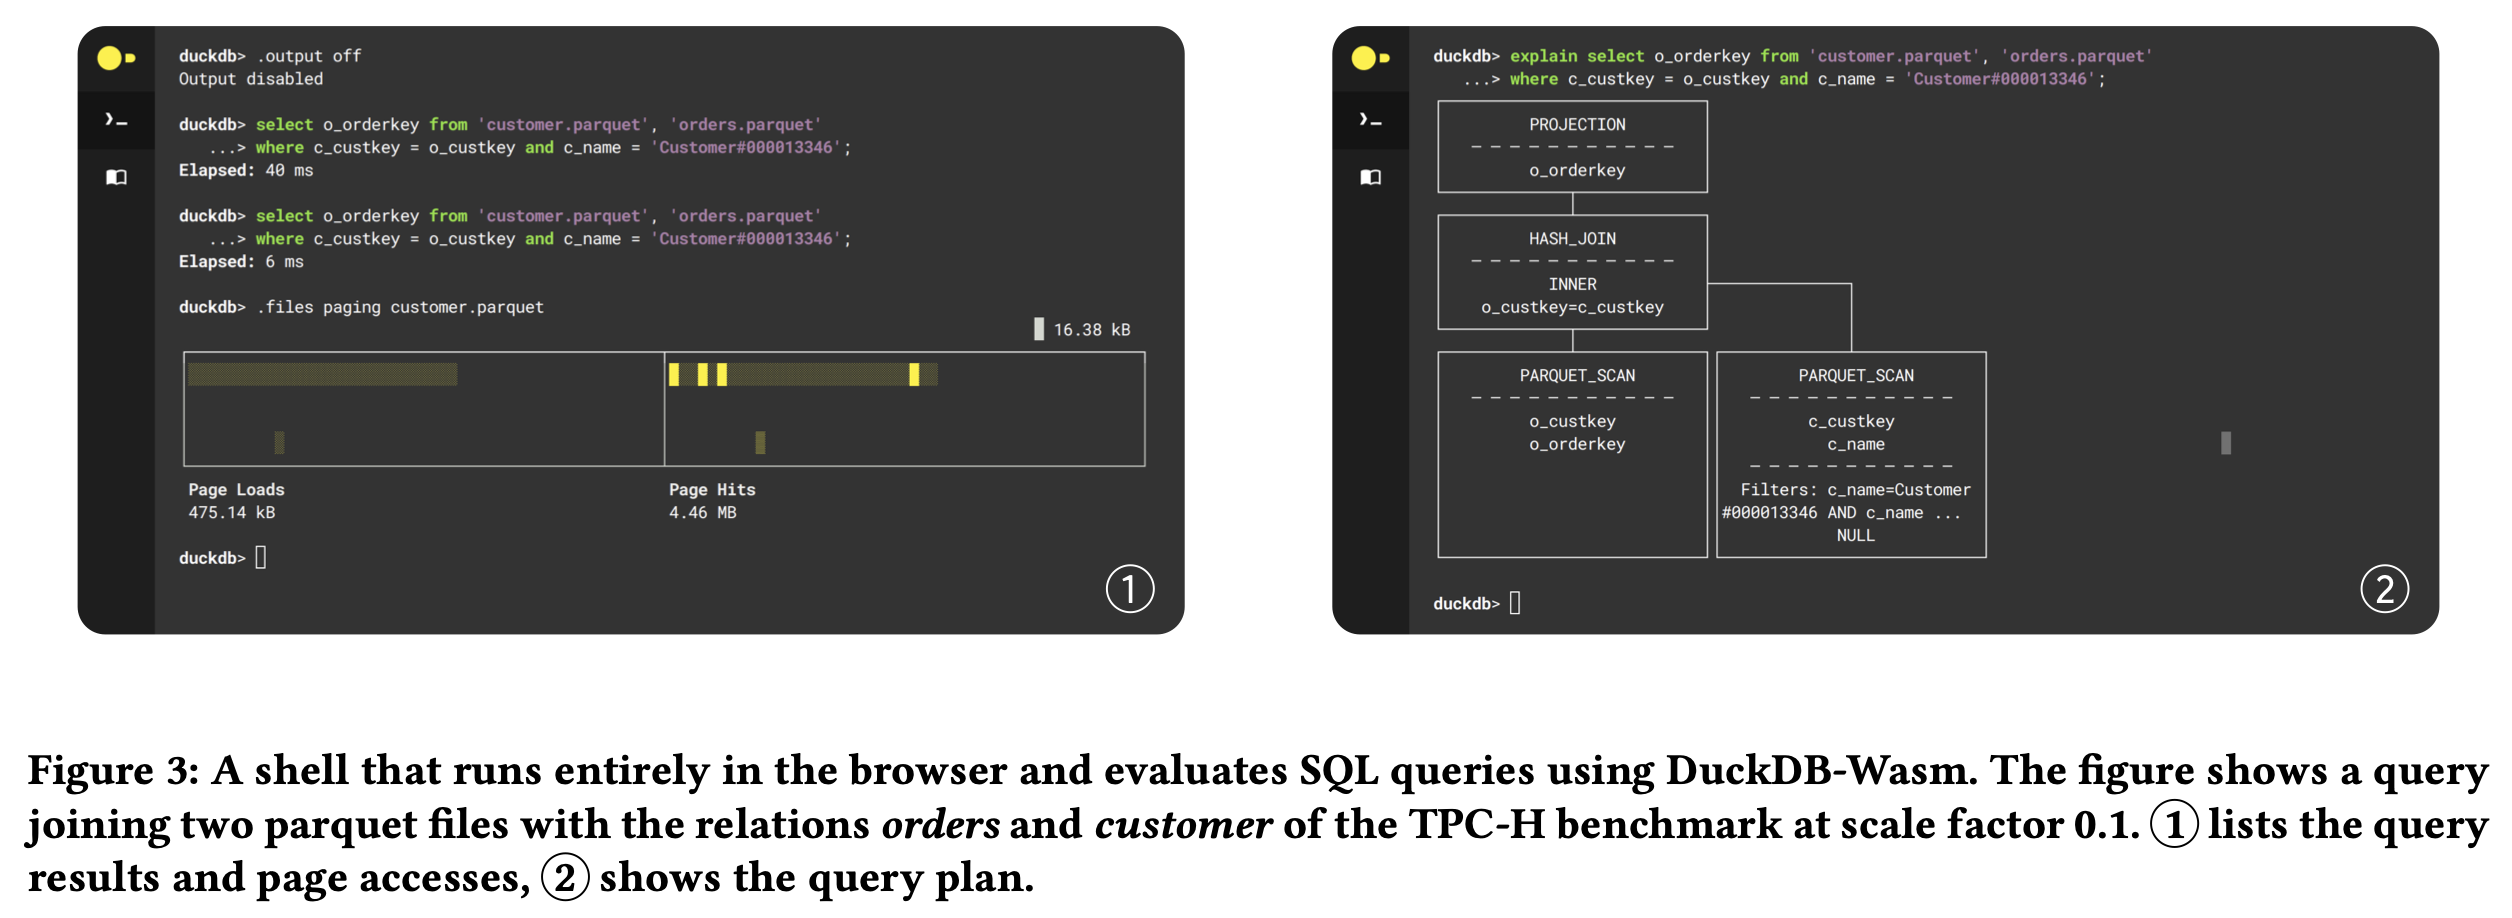 duckdb> .output off
Output disabled
duckdb> select o_orderkey from 'customer.parquet', 'orders.parquet'
...> where c_custkey = o_custkey and c_name = 'Customer#000013346';
Elapsed: 40 ms
duckdb> select o_orderkey from 'customer.parquet', 'orders.parquet'
...> where c_custkey = o_custkey and c_name = 'Customer#000013346';
Elapsed: 6 ms
duckdb> .files paging customer.parquet
16.38 kB
Page Loads
475.14 kB
Page Hits
4.46 MB
duckdb>
①
duckdb> explain select o_orderkey from 'customer.parquet', 'orders.parquet'
...> where c_custkey = o_custkey and c_name = 'Customer#000013346';
PROJECTION
o_orderkey
HASH_JOIN
INNER
o_custkey=c_custkey
PARQUET_SCAN
o_custkey
o_orderkey
PARQUET_SCAN
c_custkey
c_name
Filters: c_name=Customer
#000013346 AND c_name ...
NULL
duckdb>
②
Figure 3: A shell that runs entirely in the browser and evaluates SQL queries using DuckDB-Wasm. The figure shows a query
joining two parquet files with the relations orders and customer of the TPC-H benchmark at scale factor 0.1. ① lists the query
results and page accesses, ② shows the query plan.